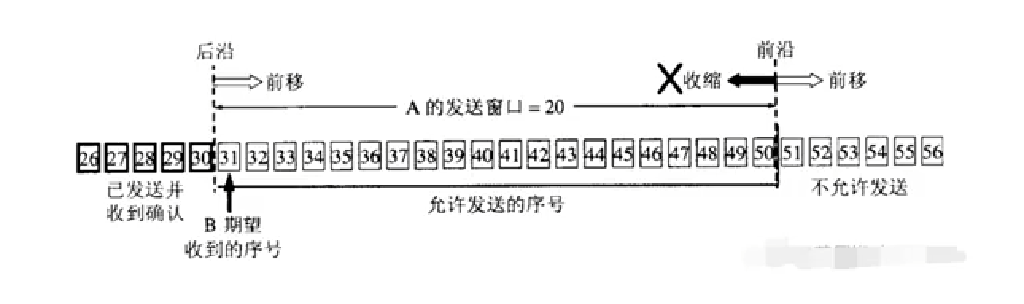 后沿
前沿
前移
收缩
前移
A 的发送窗口 = 20
26 27 28 29 30 31 32 33 34 35 36 37 38 39 40 41 42 43 44 45 46 47 48 49 50 51 52 53 54 55 56
已发送并
收到确认
B 期望
收到的序号
允许发送的序号
不允许发送